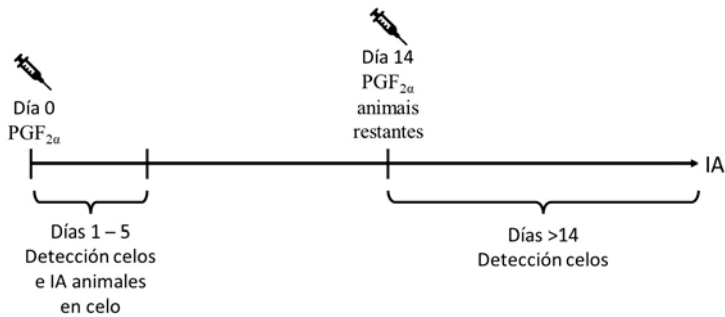 Día 0
PGF2α
Día 14
PGF2α
animais
restantes
IA
Días 1 – 5
Detección celos
e IA animales
en celo
Días >14
Detección celos